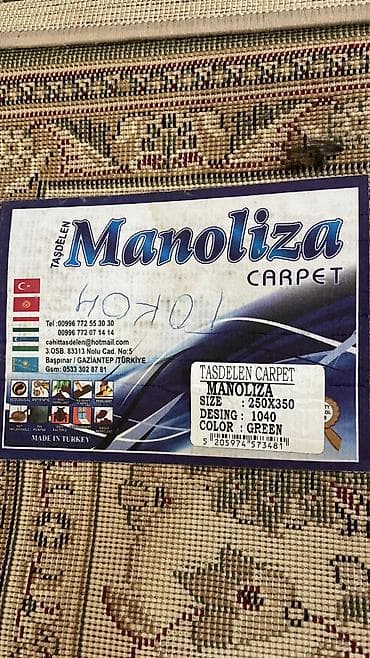 TAŞDELEN
Manoliza
CARPET
Tel :00996 772 55 30 30
00996 772 07 14 14
cahittasdelen@hotmail.com
3.OSB. 83313 Nolu Cad. No:5
Başpınar / GAZİANTEP /TÜRKİYE
Gsm: 0533 302 87 81
MADE IN TURKEY
TASDELEN CARPET
MANOLIZA
SIZE : 250X350
DESING : 1040
COLOR : GREEN
5 205974 573481